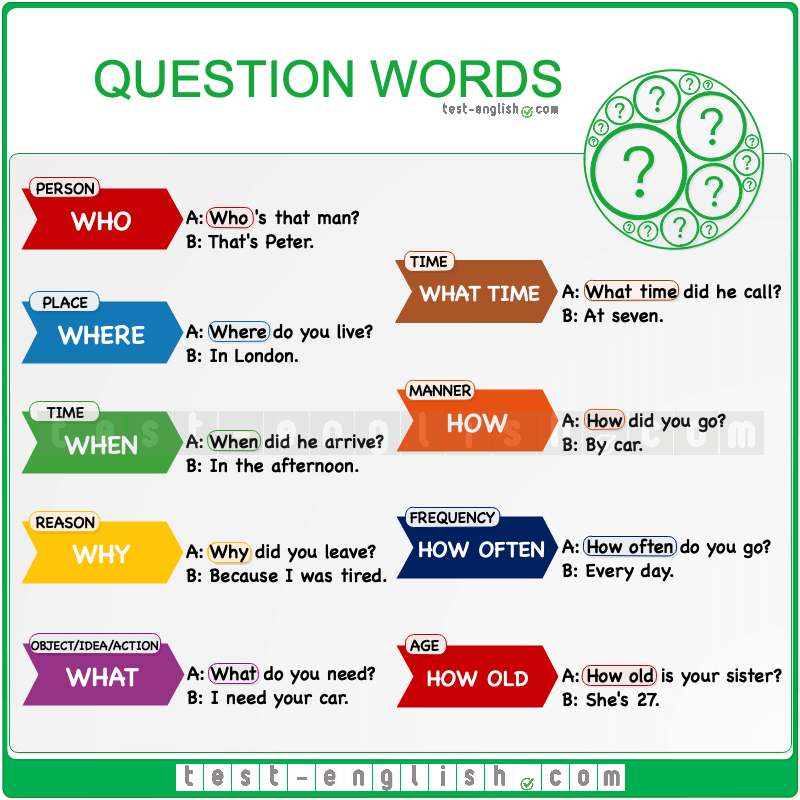 QUESTION WORDS
test-english.com
? ? ? ? ? ? ? ? ? ? ? ? ? ?
PERSON
WHO
A: Who 's that man?
B: That's Peter.
PLACE
WHERE
A: Where do you live?
B: In London.
TIME
WHEN
A: When did he arrive?
B: In the afternoon.
REASON
WHY
A: Why did you leave?
B: Because I was tired.
OBJECT/IDEA/ACTION
WHAT
A: What do you need?
B: I need your car.
TIME
WHAT TIME
A: What time did he call?
B: At seven.
MANNER
HOW
A: How did you go?
B: By car.
FREQUENCY
HOW OFTEN
A: How often do you go?
B: Every day.
AGE
HOW OLD
A: How old is your sister?
B: She's 27.
test-english.com
test-english.com